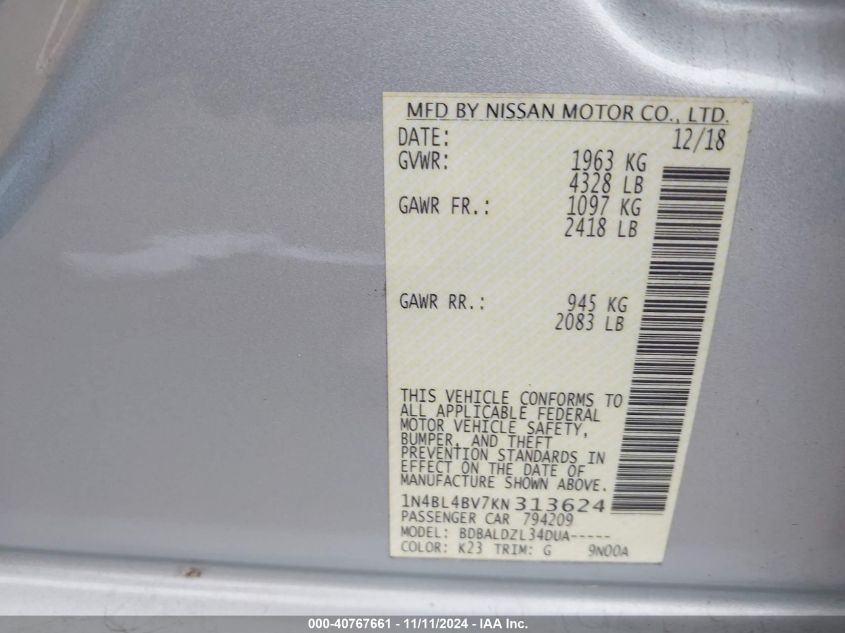 MFD BY NISSAN MOTOR CO., LTD.
DATE: 12/18
GVWR: 1963 KG
4328 LB
GAWR FR.: 1097 KG
2418 LB
GAWR RR.: 945 KG
2083 LB
THIS VEHICLE CONFORMS TO
ALL APPLICABLE FEDERAL
MOTOR VEHICLE SAFETY,
BUMPER, AND THEFT
PREVENTION STANDARDS IN
EFFECT ON THE DATE OF
MANUFACTURE SHOWN ABOVE.
1N4BL4BV7KN313624
PASSENGER CAR 794209
MODEL: BDBALDZL34DUA-----
COLOR: K23 TRIM: G 9N00A
000-40767661 - 11/11/2024 - IAA Inc.